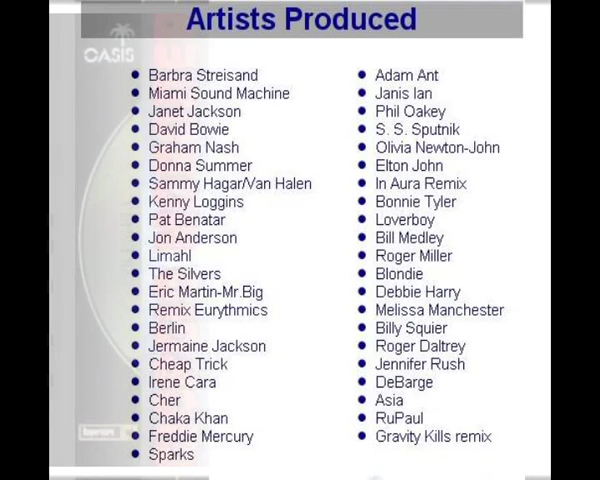 Artists Produced
OASIS
Barbra Streisand
Miami Sound Machine
Janet Jackson
David Bowie
Graham Nash
Donna Summer
Sammy Hagar/Van Halen
Kenny Loggins
Pat Benatar
Jon Anderson
Limahl
The Silvers
Eric Martin-Mr.Big
Remix Eurythmics
Berlin
Jermaine Jackson
Cheap Trick
Irene Cara
Cher
Chaka Khan
Freddie Mercury
Sparks
Adam Ant
Janis Ian
Phil Oakey
S. S. Sputnik
Olivia Newton-John
Elton John
In Aura Remix
Bonnie Tyler
Loverboy
Bill Medley
Roger Miller
Blondie
Debbie Harry
Melissa Manchester
Billy Squier
Roger Daltrey
Jennifer Rush
DeBarge
Asia
RuPaul
Gravity Kills remix